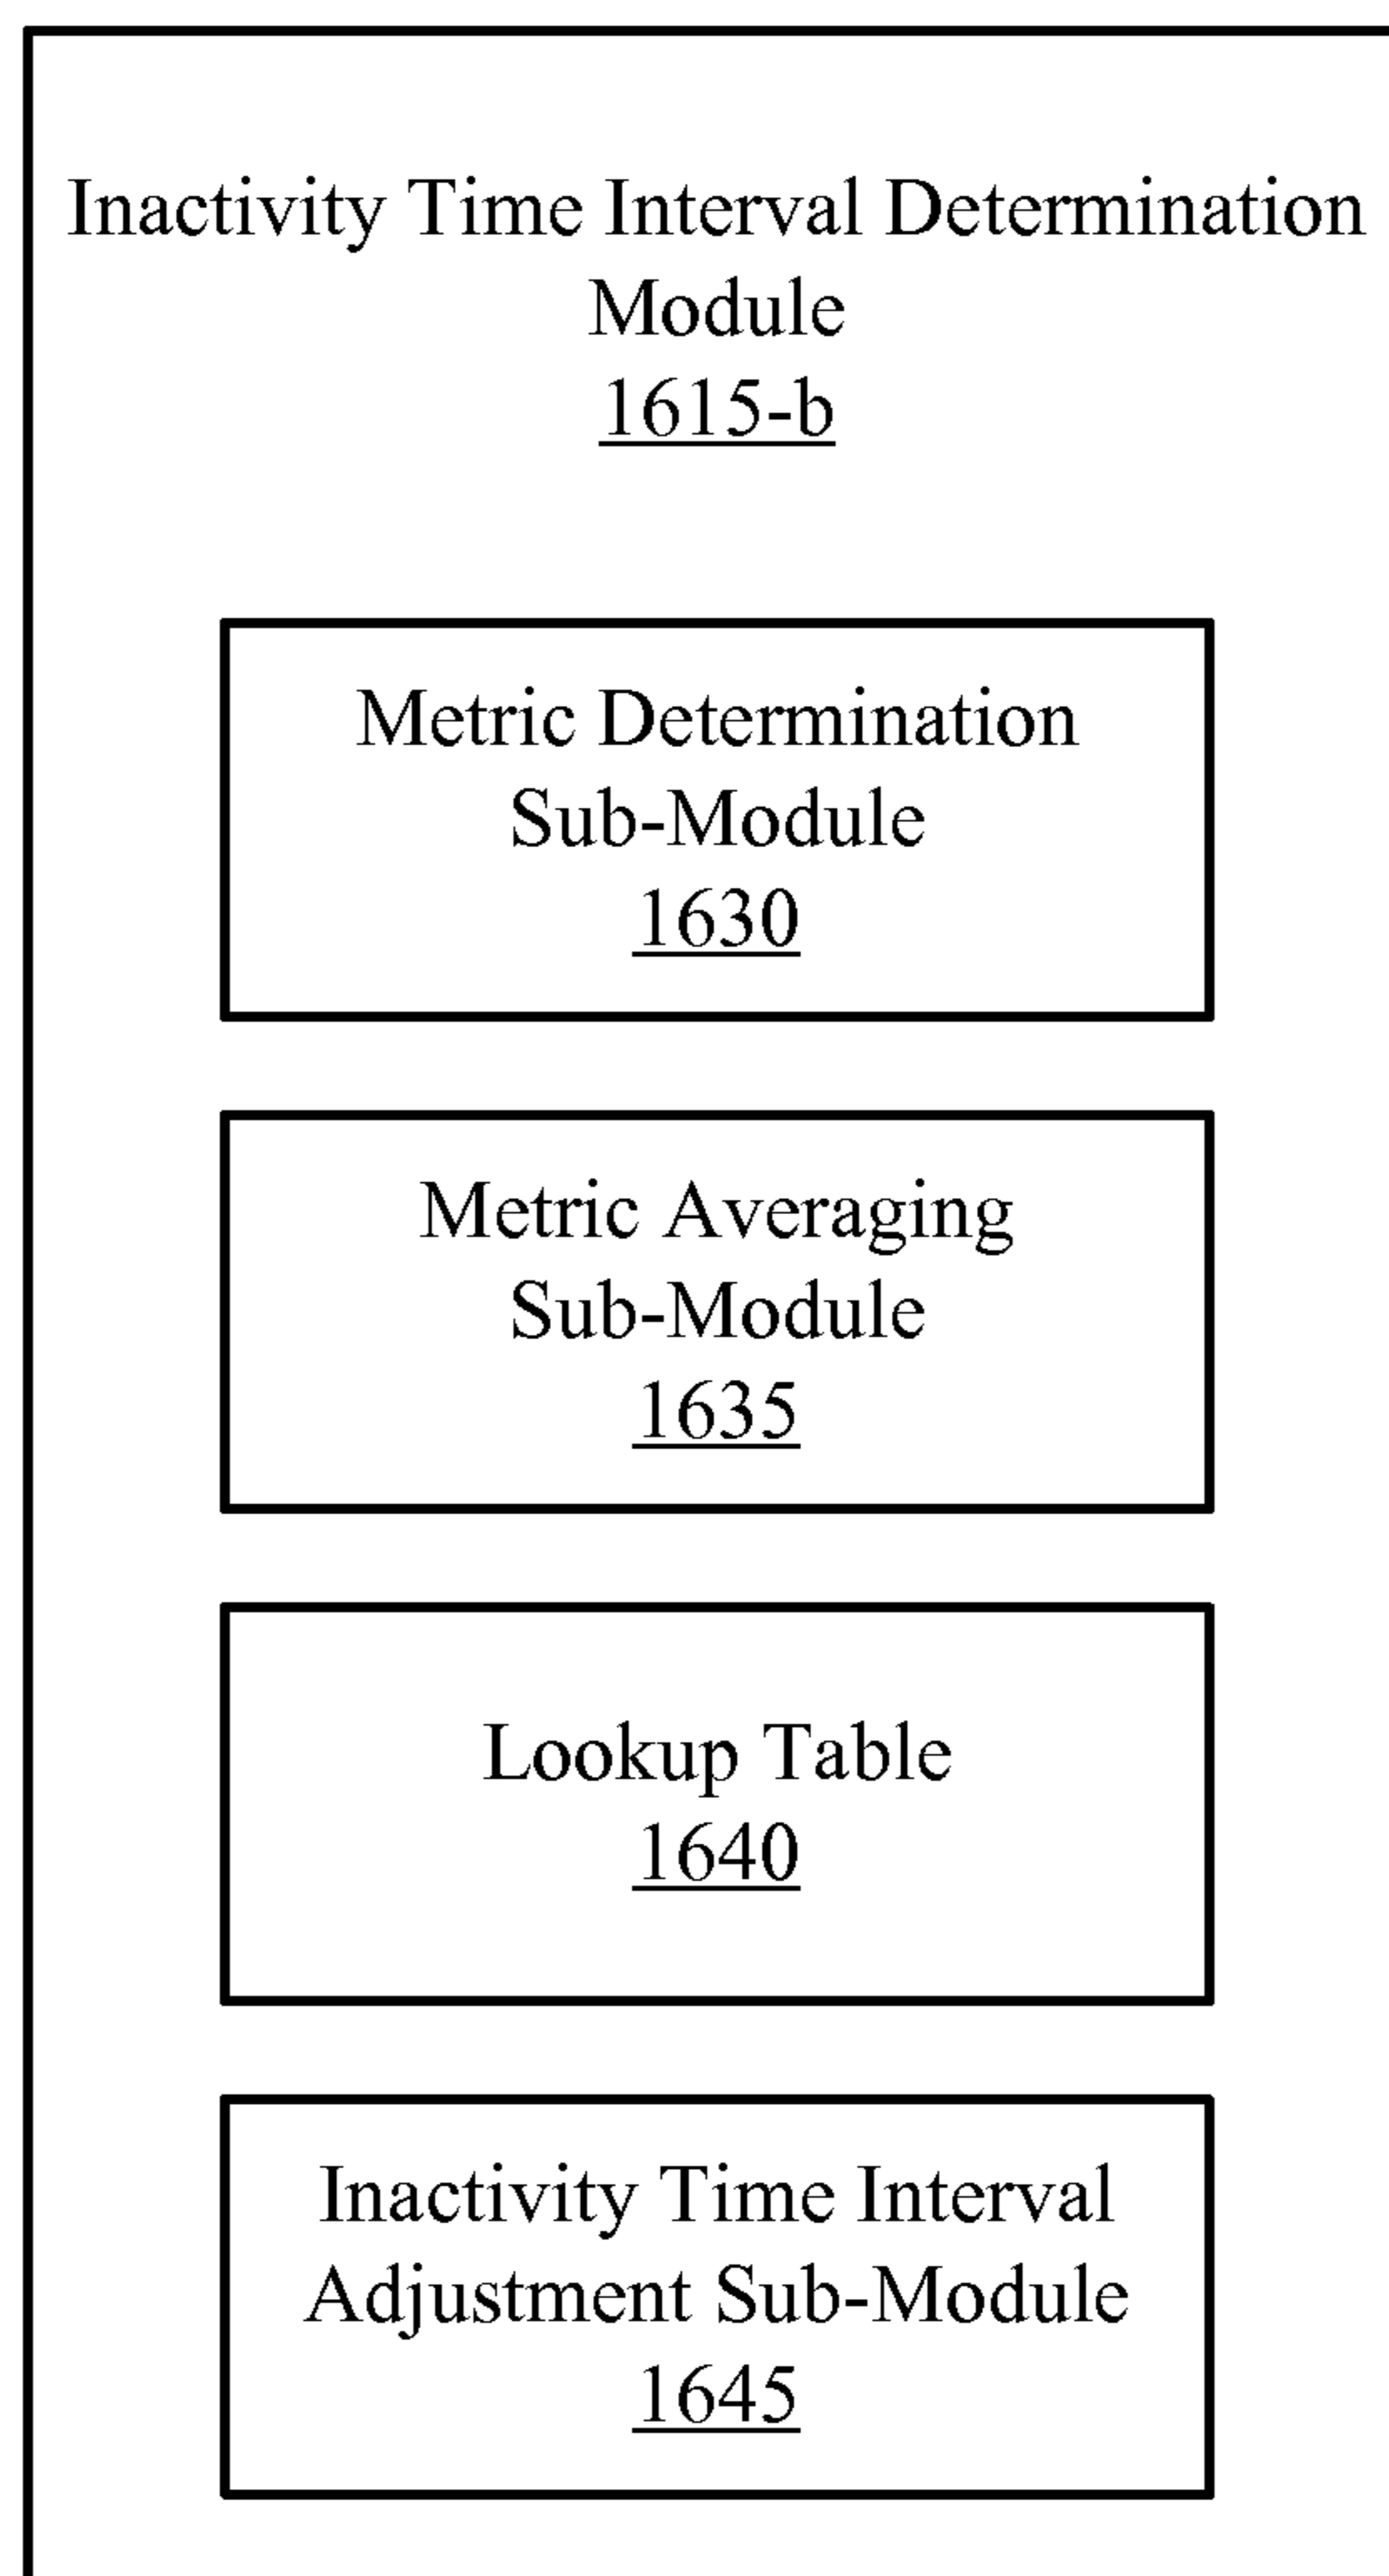 Inactivity Time Interval Determination
Module
1615-b
Metric Determination
Sub-Module
1630
Metric Averaging
Sub-Module
1635
Lookup Table
1640
Inactivity Time Interval
Adjustment Sub-Module
1645